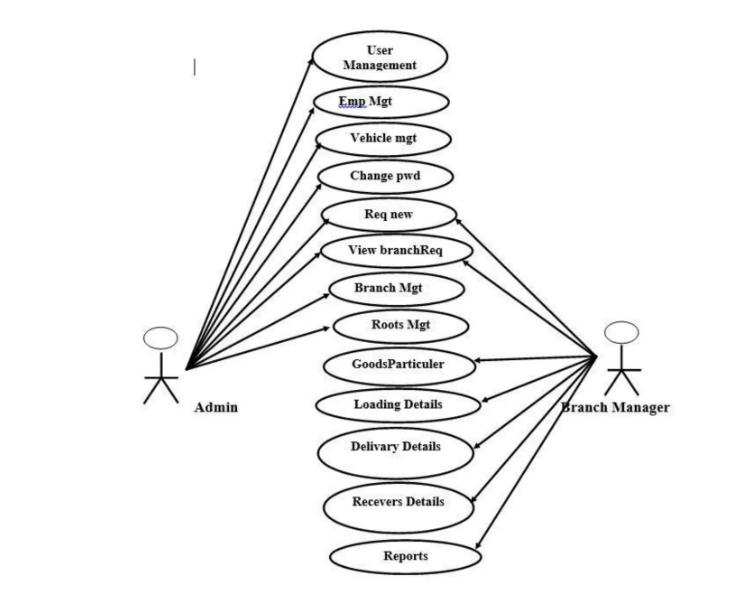 User
Management
Emp Mgt
Vehicle mgt
Change pwd
Req new
View branchReq
Branch Mgt
Roots Mgt
GoodsParticuler
Loading Details
Admin
Branch Manager
Delivary Details
Recevers Details
Reports